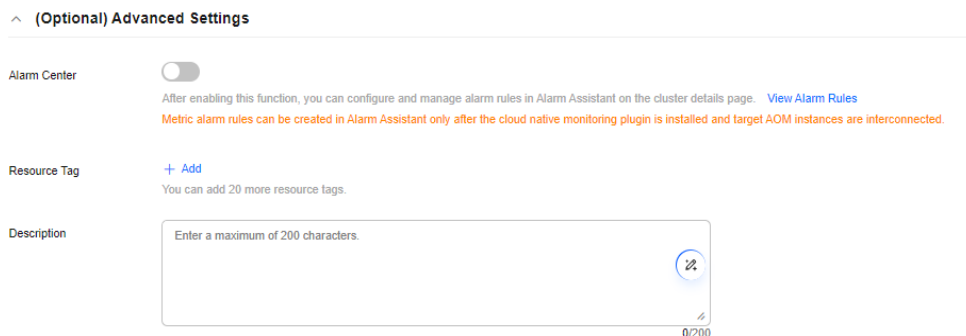 (Optional) Advanced Settings
Alarm Center
After enabling this function, you can configure and manage alarm rules in Alarm Assistant on the cluster details page. View Alarm Rules
Metric alarm rules can be created in Alarm Assistant only after the cloud native monitoring plugin is installed and target AOM instances are interconnected.
Resource Tag
+ Add
You can add 20 more resource tags.
Description
Enter a maximum of 200 characters.
0/200